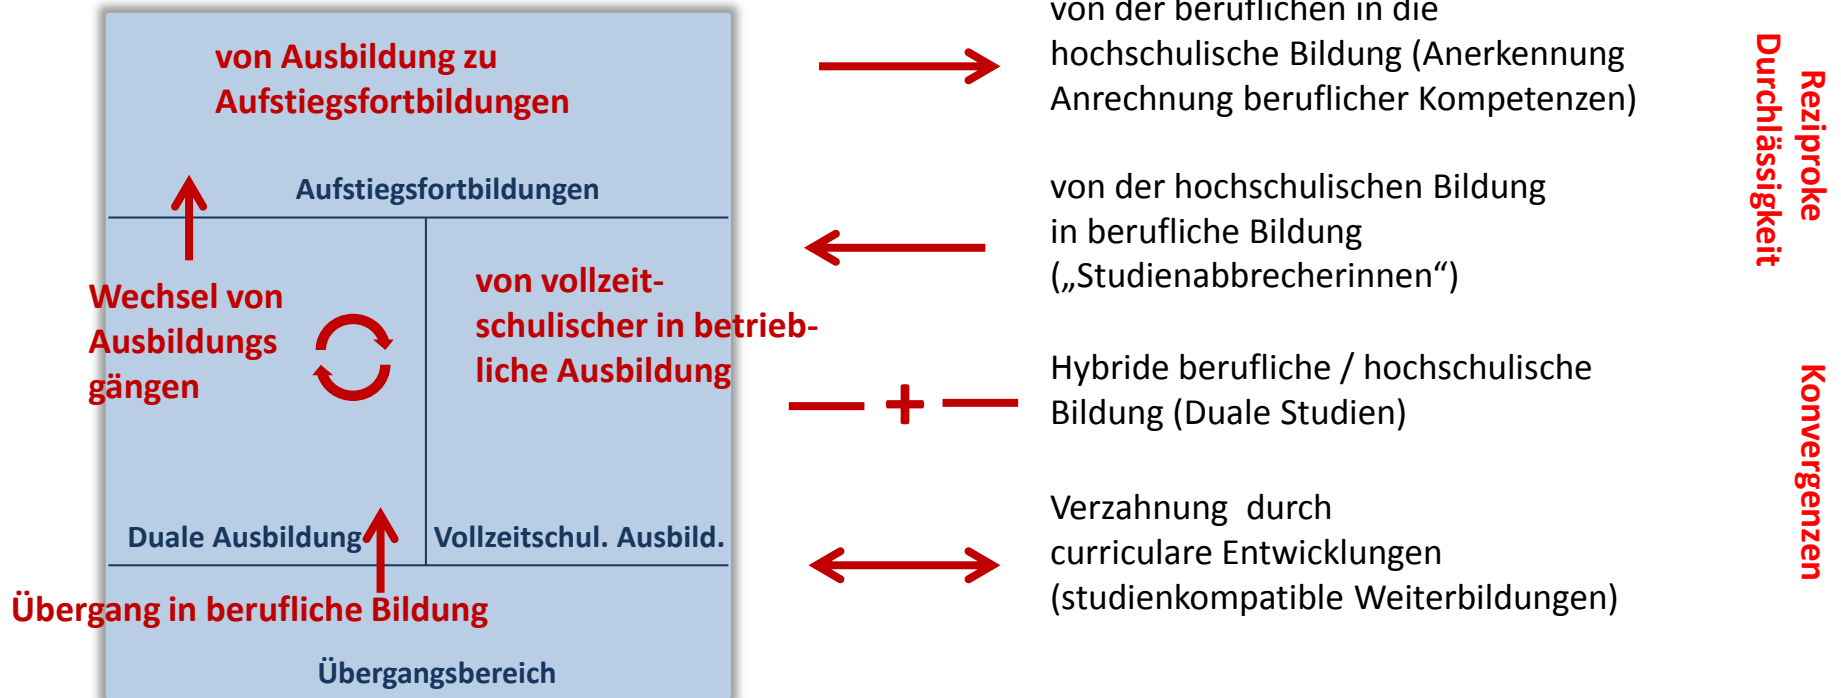 von Ausbildung zu
Aufstiegsfortbildungen
Aufstiegsfortbildungen
Wechsel von
Ausbildungs
gängen
von vollzeit-
schulischer in betrieb-
liche Ausbildung
Duale Ausbildung
Vollzeitschul. Ausbild.
Übergang in berufliche Bildung
Übergangsbereich
von der beruflichen in die
hochschulische Bildung (Anerkennung
Anrechnung beruflicher Kompetenzen)
von der hochschulischen Bildung
in berufliche Bildung
(„Studienabbrecherinnen“)
+
Hybride berufliche / hochschulische
Bildung (Duale Studien)
Verzahnung durch
curriculare Entwicklungen
(studienkompatible Weiterbildungen)
Reziproke
Durchlässigkeit
Konvergenzen